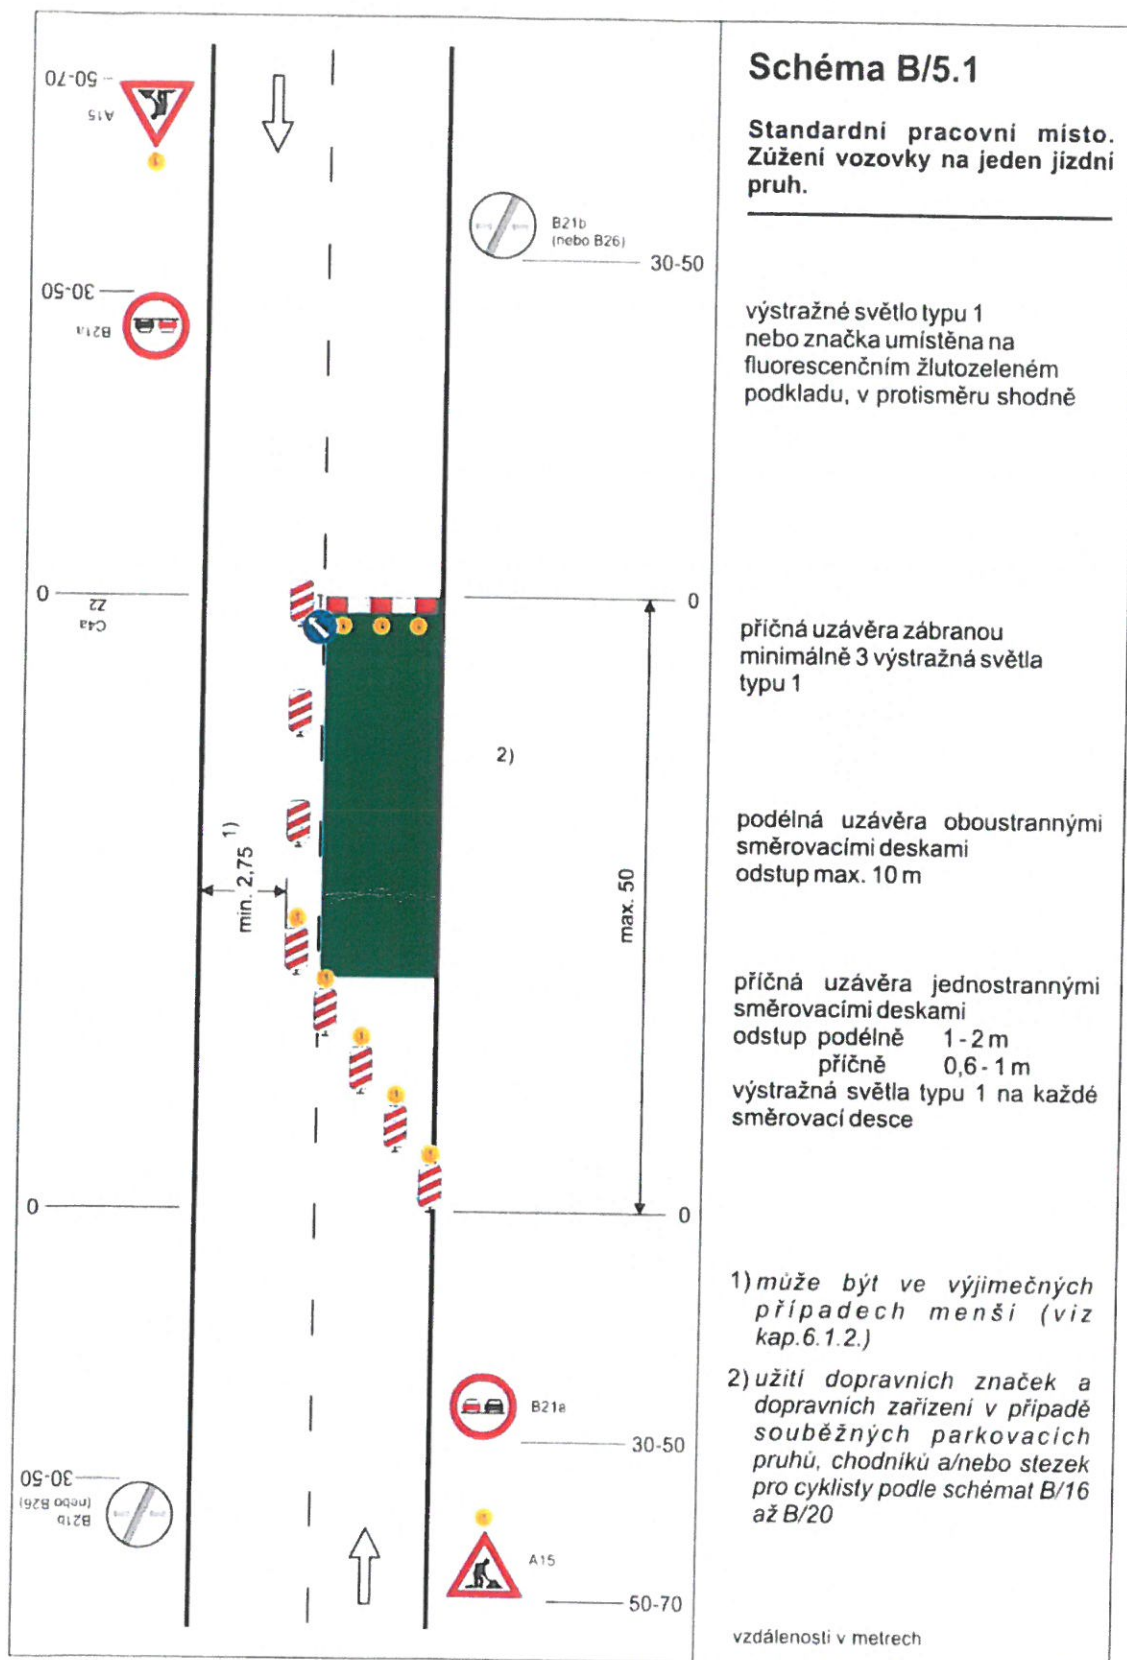 Schéma B/5.1
Standardní pracovní místo.
Zúžení vozovky na jeden jízdní
pruh.
výstražné světlo typu 1
nebo značka umístěna na
fluorescenčním žlutozeleném
podkladu, v protisměru shodně
příčná uzávěra zábranou
minimálně 3 výstražná světla
typu 1
podélná uzávěra oboustrannými
směrovacími deskami
odstup max. 10 m
příčná uzávěra jednostrannými
směrovacími deskami
odstup podélně 1 - 2 m
příčně 0,6 - 1 m
výstražná světla typu 1 na každé
směrovací desce
1) může být ve výjimečných
případech menší (viz
kap.6.1.2.)
2) užití dopravních značek a
dopravních zařízení v případě
souběžných parkovacích
pruhů, chodníků a/nebo stezek
pro cyklisty podle schémat B/16
až B/20
vzdálenosti v metrech
50-70
A15
B21b
(nebo B26)
30-50
30-50
B21a
0
Z2
C4a
0
2)
min. 2,75 1)
max. 50
0
0
B21a
30-50
30-50
(nebo B26)
B21b
A15
50-70